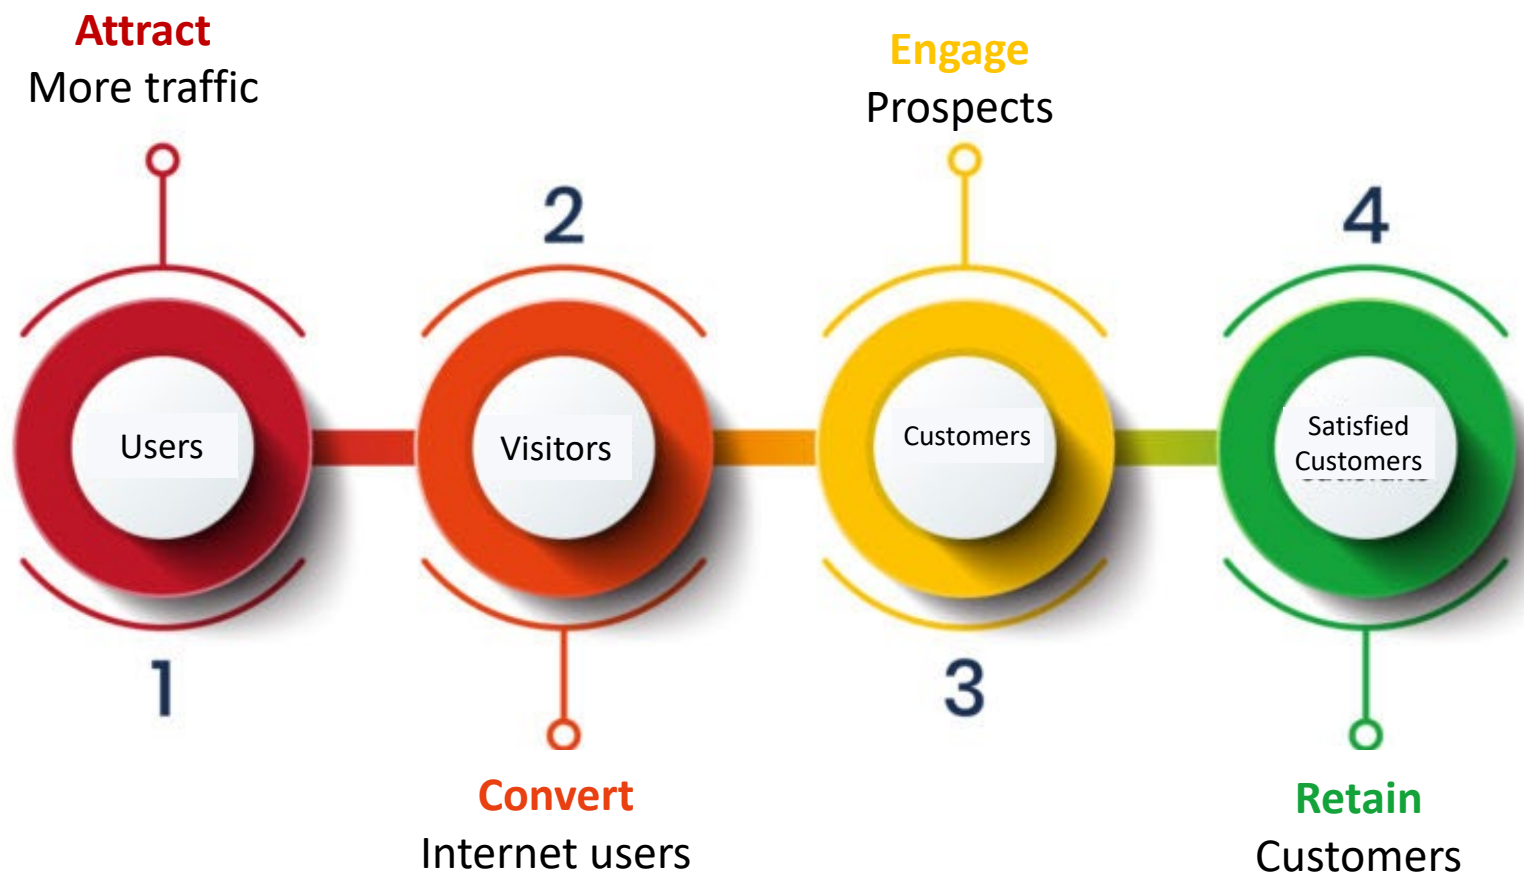 Attract
More traffic
1
Users
2
Visitors
Convert
Internet users
Engage
Prospects
Customers
3
4
Satisfied
Customers
Retain
Customers